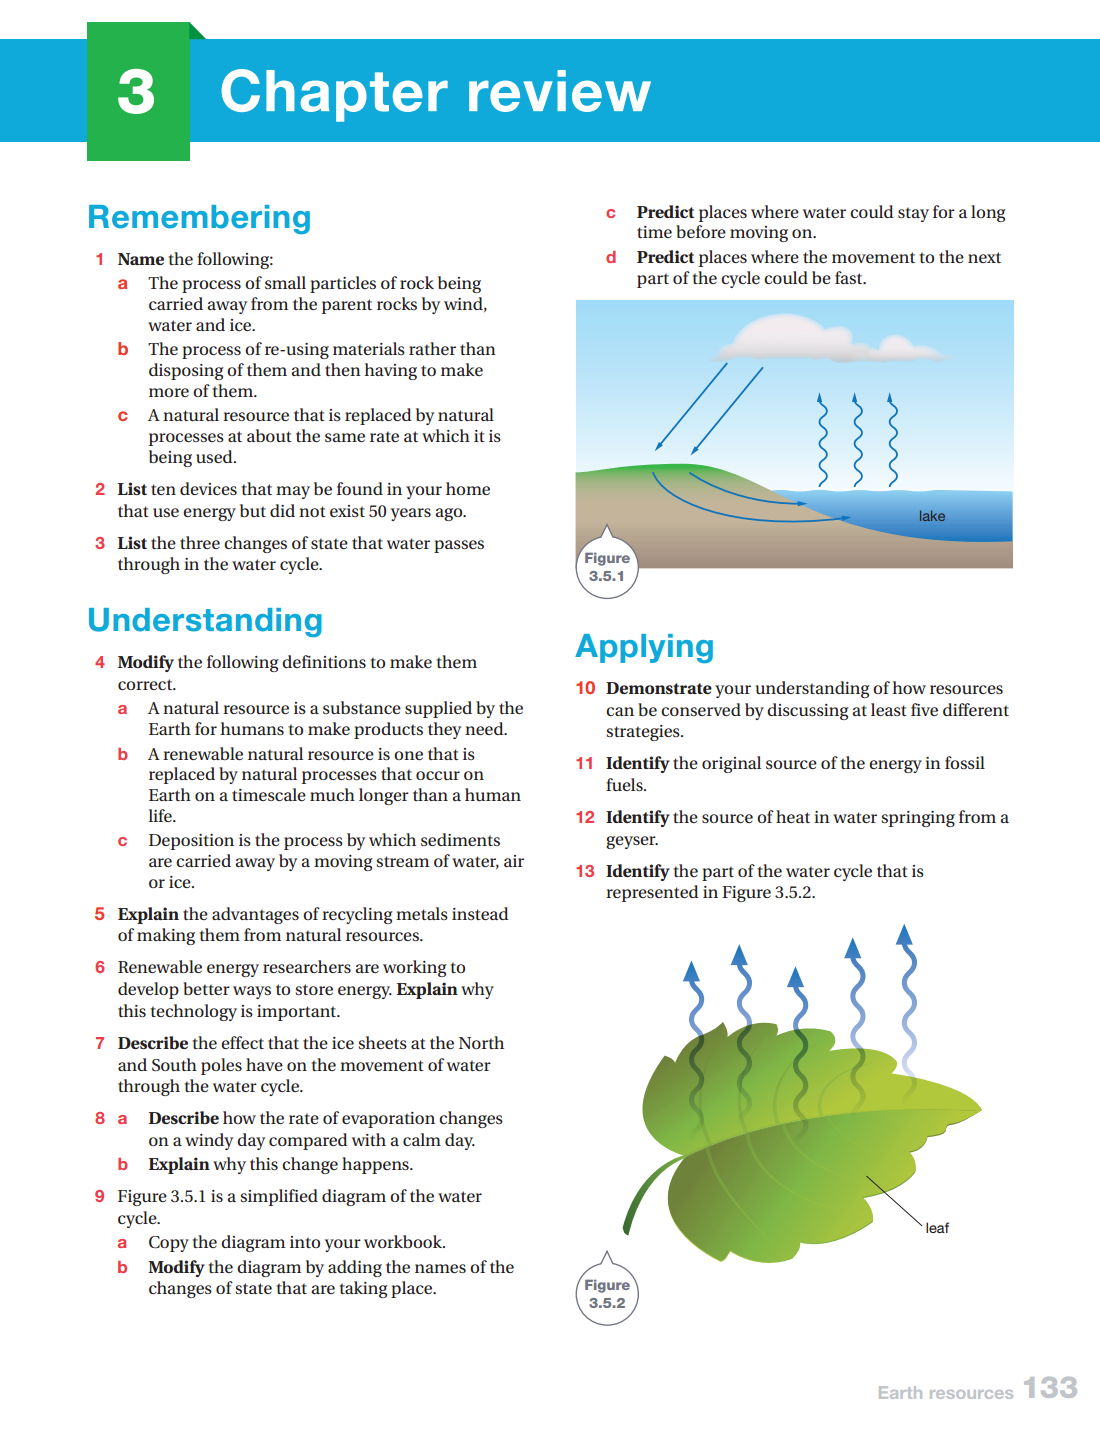 3
Chapter review
Remembering
1 Name the following:
a The process of small particles of rock being
carried away from the parent rocks by wind,
water and ice.
b The process of re-using materials rather than
disposing of them and then having to make
more of them.
c A natural resource that is replaced by natural
processes at about the same rate at which it is
being used.
2 List ten devices that may be found in your home
that use energy but did not exist 50 years ago.
3 List the three changes of state that water passes
through in the water cycle.
Understanding
4 Modify the following definitions to make them
correct.
a A natural resource is a substance supplied by the
Earth for humans to make products they need.
b A renewable natural resource is one that is
replaced by natural processes that occur on
Earth on a timescale much longer than a human
life.
c Deposition is the process by which sediments
are carried away by a moving stream of water, air
or ice.
5 Explain the advantages of recycling metals instead
of making them from natural resources.
6 Renewable energy researchers are working to
develop better ways to store energy. Explain why
this technology is important.
7 Describe the effect that the ice sheets at the North
and South poles have on the movement of water
through the water cycle.
8 a Describe how the rate of evaporation changes
on a windy day compared with a calm day.
b Explain why this change happens.
9 Figure 3.5.1 is a simplified diagram of the water
cycle.
a Copy the diagram into your workbook.
b Modify the diagram by adding the names of the
changes of state that are taking place.
c Predict places where water could stay for a long
time before moving on.
d Predict places where the movement to the next
part of the cycle could be fast.
lake
Figure
3.5.1
Applying
10 Demonstrate your understanding of how resources
can be conserved by discussing at least five different
strategies.
11 Identify the original source of the energy in fossil
fuels.
12 Identify the source of heat in water springing from a
geyser.
13 Identify the part of the water cycle that is
represented in Figure 3.5.2.
leaf
Figure
3.5.2
Earth resources 133